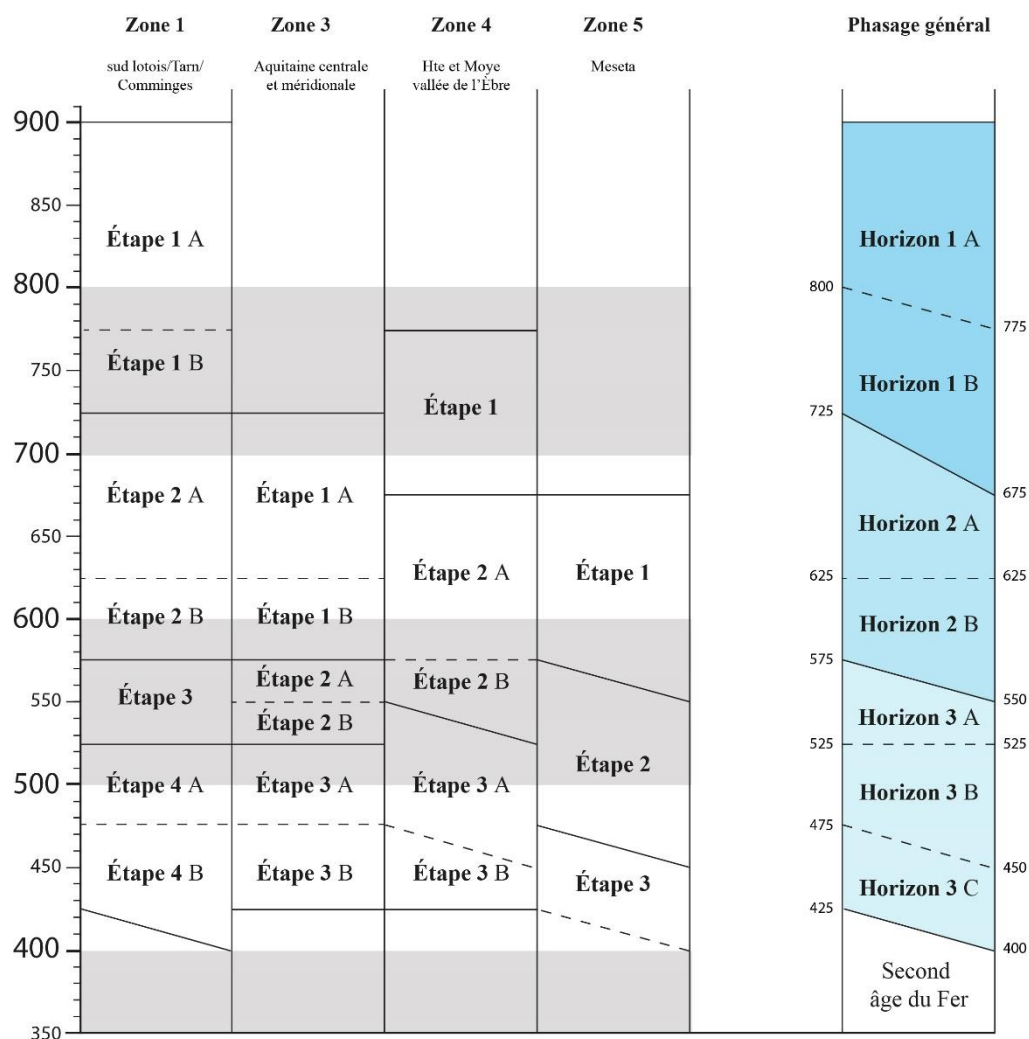 Zone 1
Zone 3
Zone 4
Zone 5
Phasage général
sud lotois/Tarn/
Comminges
Aquitaine centrale
et méridionale
Hte et Moye
vallée de l'Èbre
Meseta
900
850
800
750
700
650
600
550
500
450
400
350
Étape 1 A
Étape 1 B
Étape 2 A
Étape 2 B
Étape 3
Étape 4 A
Étape 4 B
Étape 1 A
Étape 1 B
Étape 2 A
Étape 2 B
Étape 3 A
Étape 3 B
Étape 1
Étape 2 A
Étape 2 B
Étape 3 A
Étape 3 B
Étape 1
Étape 2
Étape 3
800
725
625
575
525
475
425
Horizon 1 A
Horizon 1 B
Horizon 2 A
Horizon 2 B
Horizon 3 A
Horizon 3 B
Horizon 3 C
Second
âge du Fer
775
675
625
550
525
450
400